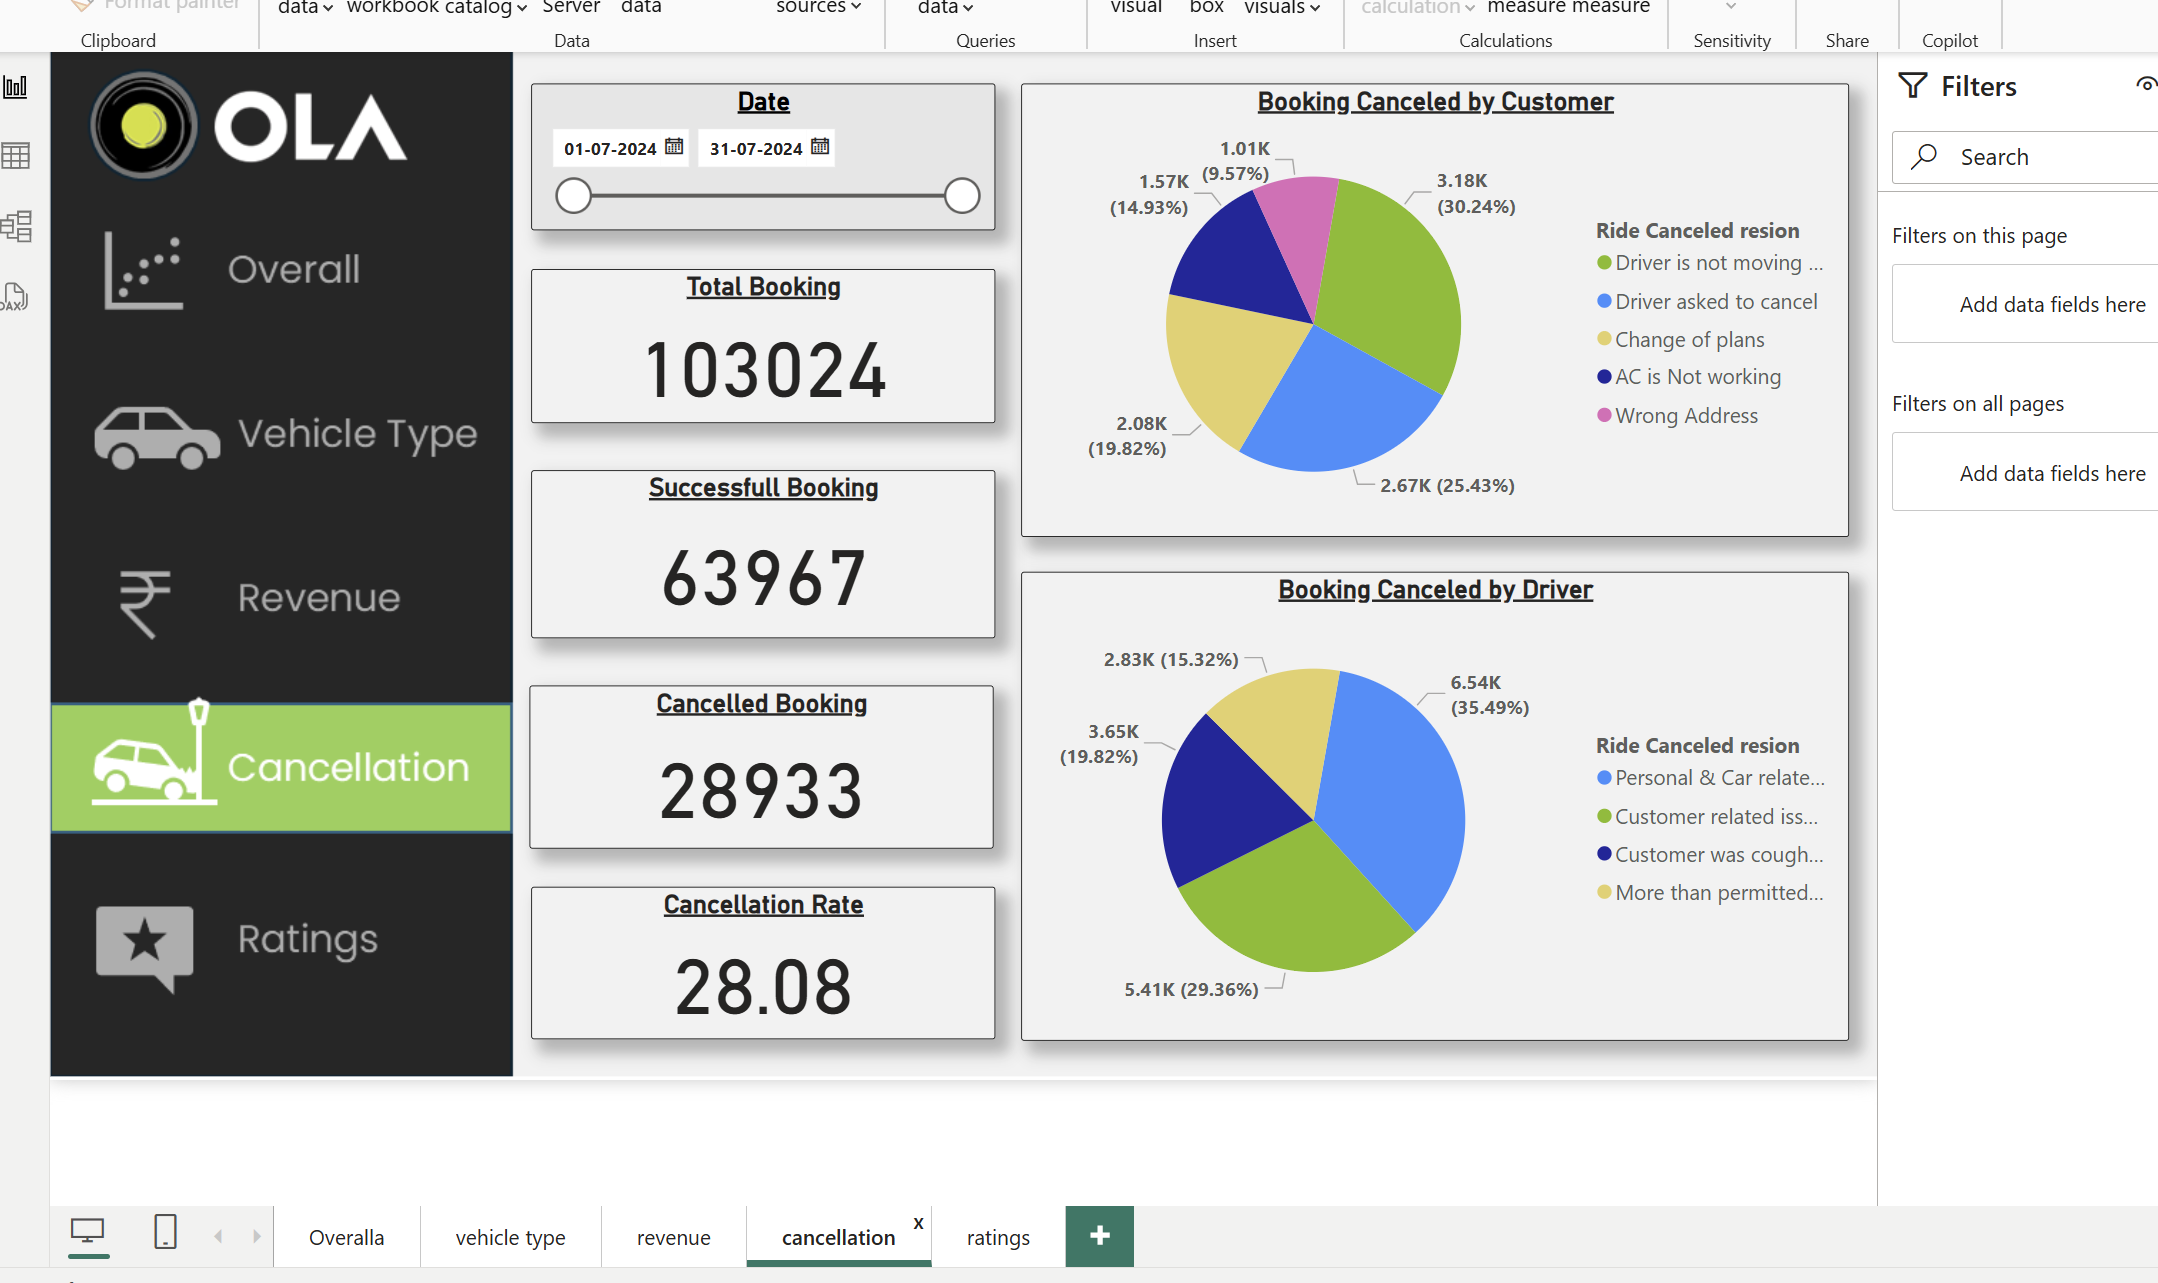 Format painter
data workbook catalog Server data sources data visual box visuals calculation measure measure
Clipboard Data Queries Insert Calculations Sensitivity Share Copilot
OLA
Overall
Vehicle Type
Revenue
Cancellation
Ratings
Date
01-07-2024 31-07-2024
Total Booking
103024
Successfull Booking
63967
Cancelled Booking
28933
Cancellation Rate
28.08
Booking Canceled by Customer
1.01K
(9.57%)
1.57K
(14.93%)
3.18K
(30.24%)
2.08K
(19.82%)
2.67K (25.43%)
Ride Canceled resion
Driver is not moving ...
Driver asked to cancel
Change of plans
AC is Not working
Wrong Address
Booking Canceled by Driver
2.83K (15.32%)
6.54K
(35.49%)
3.65K
(19.82%)
5.41K (29.36%)
Ride Canceled resion
Personal & Car relate...
Customer related iss...
Customer was cough...
More than permitted...
Filters
Search
Filters on this page
Add data fields here
Filters on all pages
Add data fields here
DAX
Overalla
vehicle type
revenue
cancellation x
ratings
+